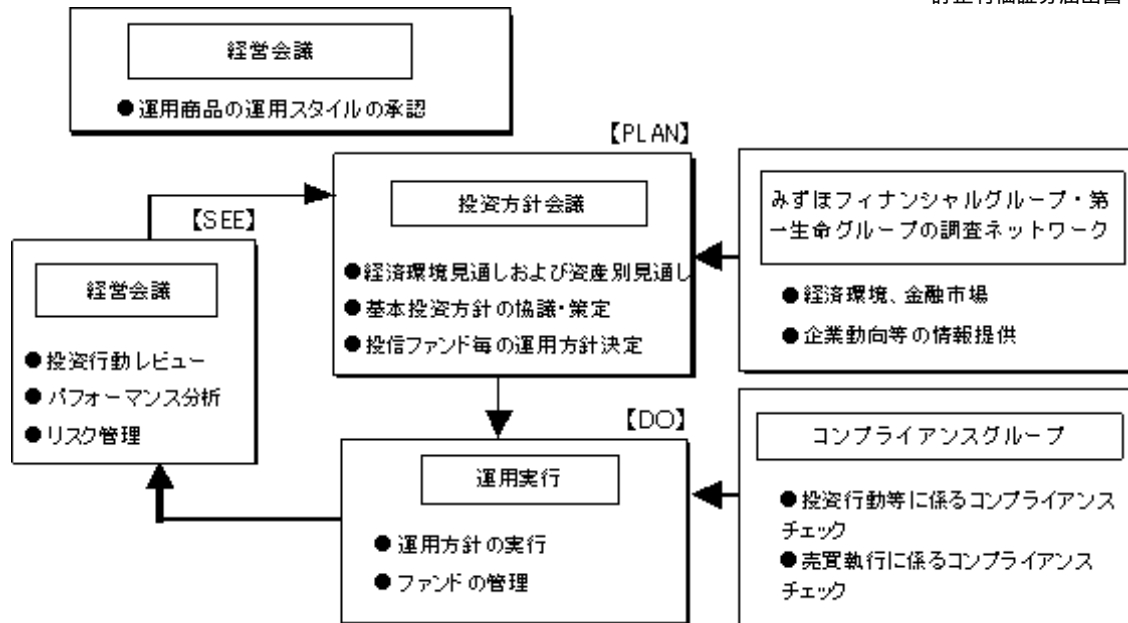 訂正有価証券届出書
経営会議
●運用商品の運用スタイルの承認
【PLAN】
投資方針会議
●経済環境見通しおよび資産別見通し
●基本投資方針の協議・策定
●投信ファンド毎の運用方針決定
みずほフィナンシャルグループ・第
一生命グループの調査ネットワーク
●経済環境、金融市場
●企業動向等の情報提供
【SEE】
経営会議
●投資行動レビュー
●パフォーマンス分析
●リスク管理
【DO】
運用実行
●運用方針の実行
●ファンドの管理
コンプライアンスグループ
●投資行動等に係るコンプライアンス
チェック
●売買執行に係るコンプライアンス
チェック